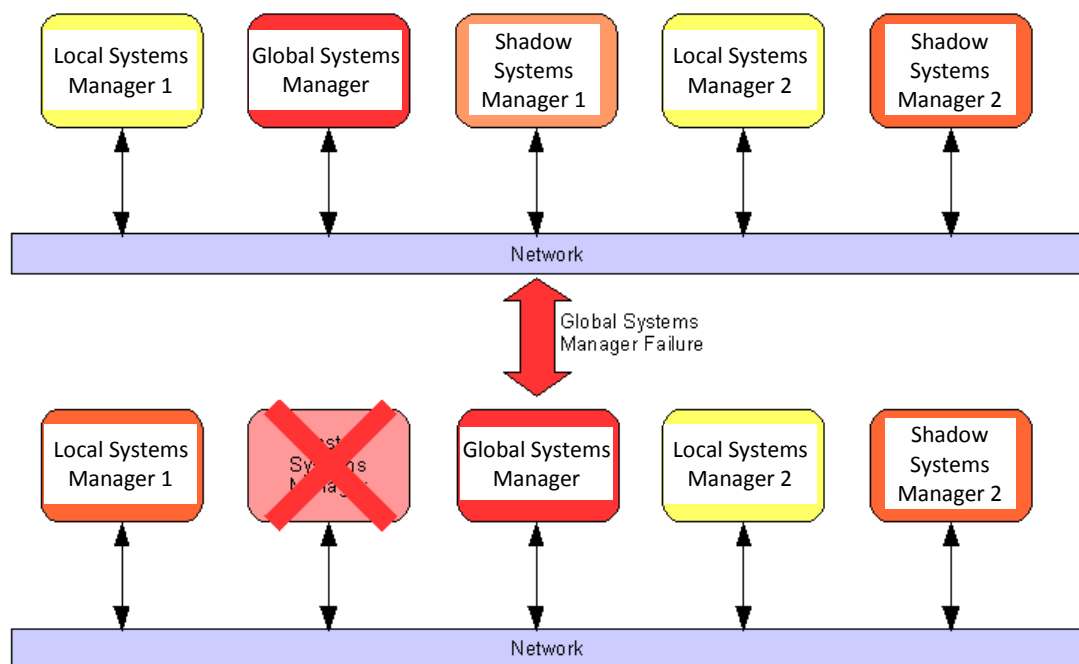 Local Systems
Manager 1
Global Systems
Manager
Shadow
Systems
Manager 1
Local Systems
Manager 2
Shadow
Systems
Manager 2
Network
Global Systems
Manager Failure
Local Systems
Manager 1
Global Systems
Manager
Local Systems
Manager 2
Shadow
Systems
Manager 2
Network